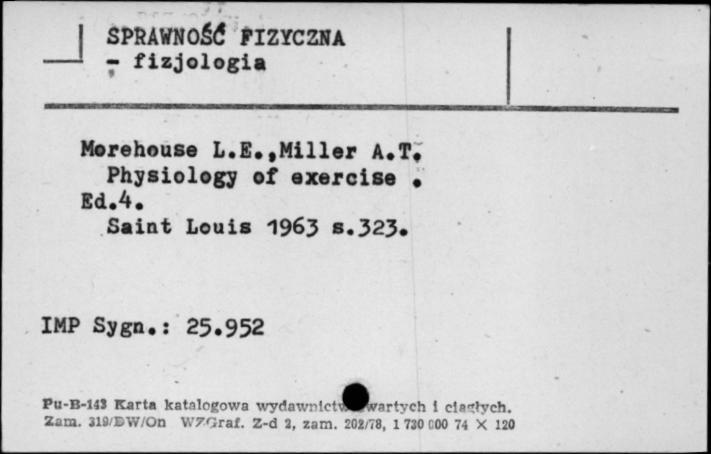 SPRAWNOŚĆ FIZYCZNA
- fizjologia
Morehouse L.E.,Miller A.T.
Physiology of exercise .
Ed.4.
Saint Louis 1963 s.323.
IMP Sygn.: 25.952
Pu-B-143 Karta katalogowa wydawnictw zwartych i ciągłych.
Zam. 319/DW/On WZGraf. Z-d 2, zam. 202/78, 1 730 000 74 X 120